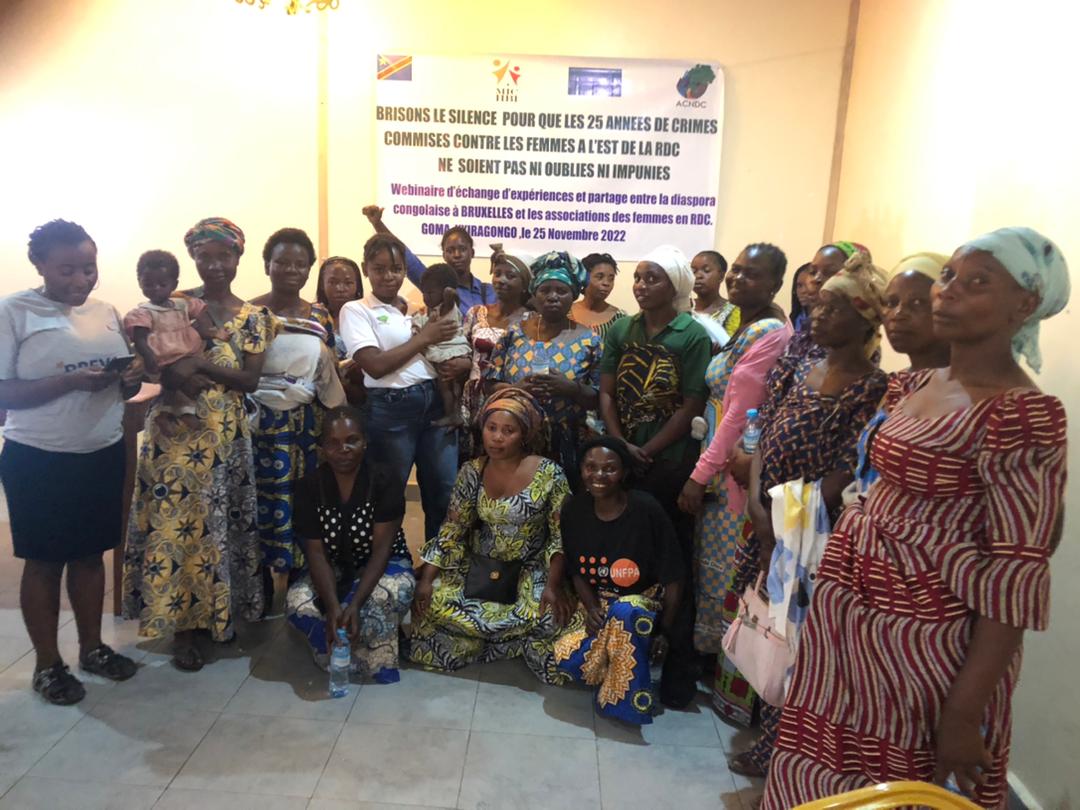 MIC
ACNDC
BRISONS LE SILENCE POUR QUE LES 25 ANNEES DE CRIMES
COMMISES CONTRE LES FEMMES A L'EST DE LA RDC
NE SOIENT PAS NI OUBLIES NI IMPUNIES
Webinaire d'échange d'expériences et partage entre la diaspora
congolaise à BRUXELLES et les associations des femmes en RDC.
GOMA NYIRAGONGO ,le 25 Novembre 2022
UNFPA